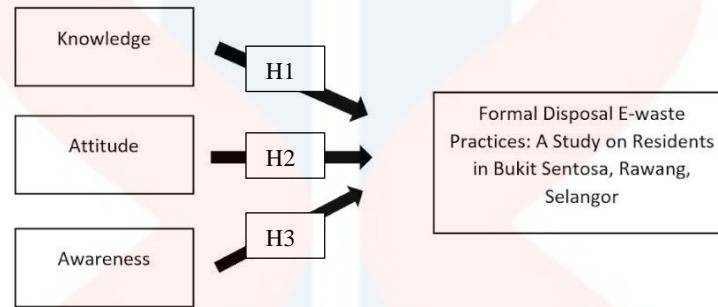 Knowledge
H1
Attitude
H2
Awareness
H3
Formal Disposal E-waste
Practices: A Study on Residents
in Bukit Sentosa, Rawang,
Selangor